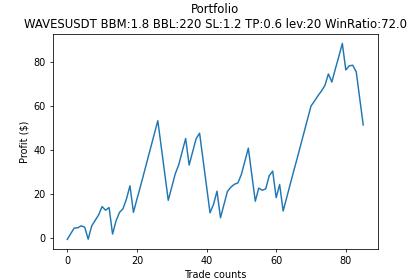 Portfolio
WAVESUSDT BBM:1.8 BBL:220 SL:1.2 TP:0.6 lev:20 WinRatio:72.0
Profit ($)
80
60
40
20
0
0 20 40 60 80
Trade counts